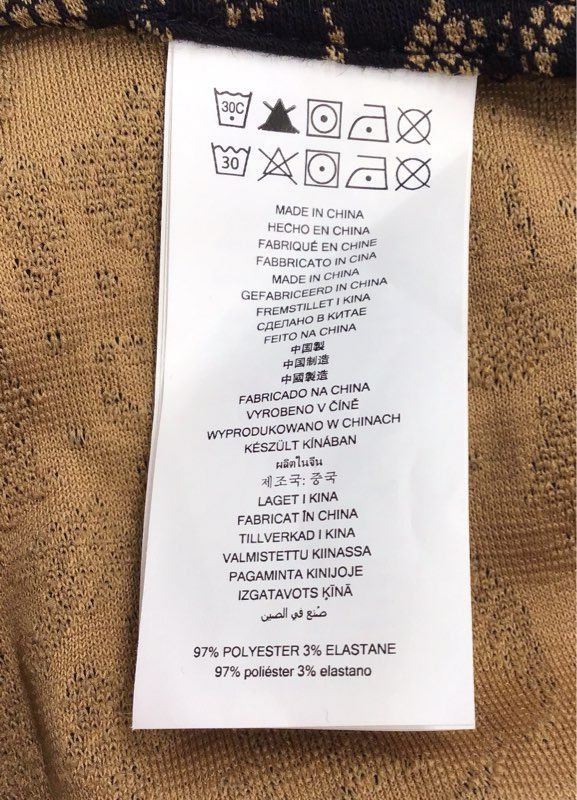 30C
30
MADE IN CHINA
HECHO EN CHINA
FABRIQUÉ EN CHINE
FABBRICATO IN CINA
MADE IN CHINA
GEFABRICEERD IN CHINA
FREMSTILLET I KINA
СДЕЛАНО В КИТАЕ
FEITO NA CHINA
中国製
中国制造
中國製造
FABRICADO NA CHINA
VYROBENO V ČÍNĚ
WYPRODUKOWANO W CHINACH
KÉSZÜLT KÍNÁBAN
ผลิตในจีน
제조국: 중국
LAGET I KINA
FABRICAT ÎN CHINA
TILLVERKAD I KINA
VALMISTETTU KIINASSA
PAGAMINTA KINIJOJE
IZGATAVOTS ĶĪNĀ
صُنع في الصين
97% POLYESTER 3% ELASTANE
97% poliéster 3% elastano